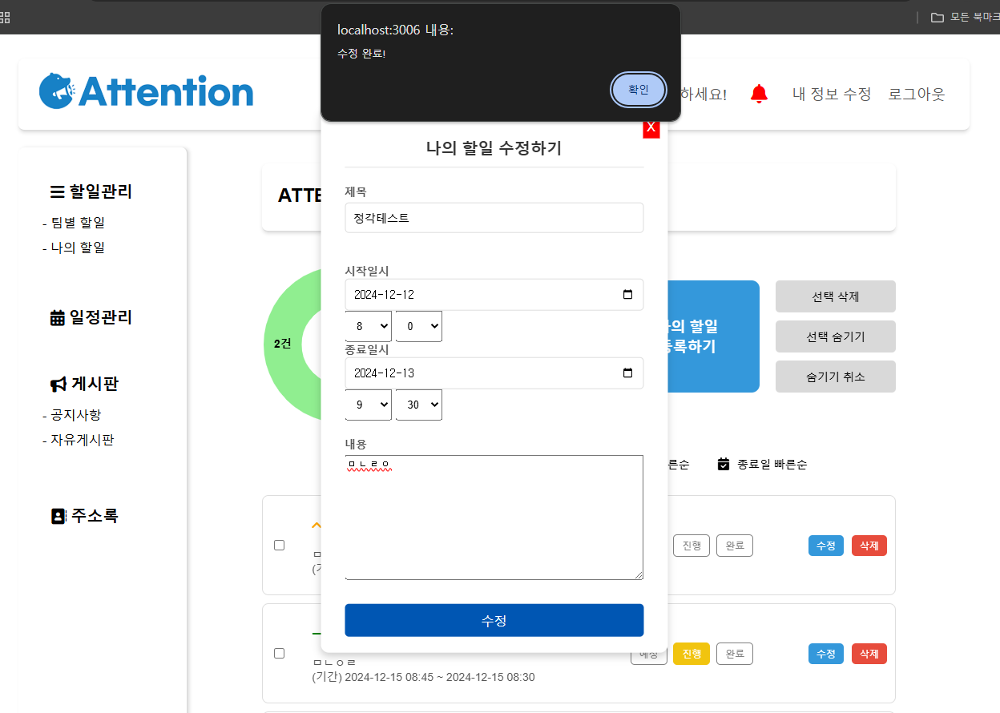 모든 북마크
localhost:3006 내용:
수정 완료!
확인
Attention
하세요!
내 정보 수정
로그아웃
X
나의 할일 수정하기
할일관리
- 팀별 할일
- 나의 할일
일정관리
게시판
- 공지사항
- 자유게시판
주소록
ATTE
제목
정각테스트
시작일시
2024-12-12
8
0
종료일시
2024-12-13
9
30
내용
ㅁㄴㄹㅇ
수정
2건
의 할일
록하기
선택 삭제
선택 숨기기
숨기기 취소
른순
종료일 빠른순
진행
완료
수정
삭제
예정
진행
완료
수정
삭제
(기간) 2024-12-15 08:45 ~ 2024-12-15 08:30